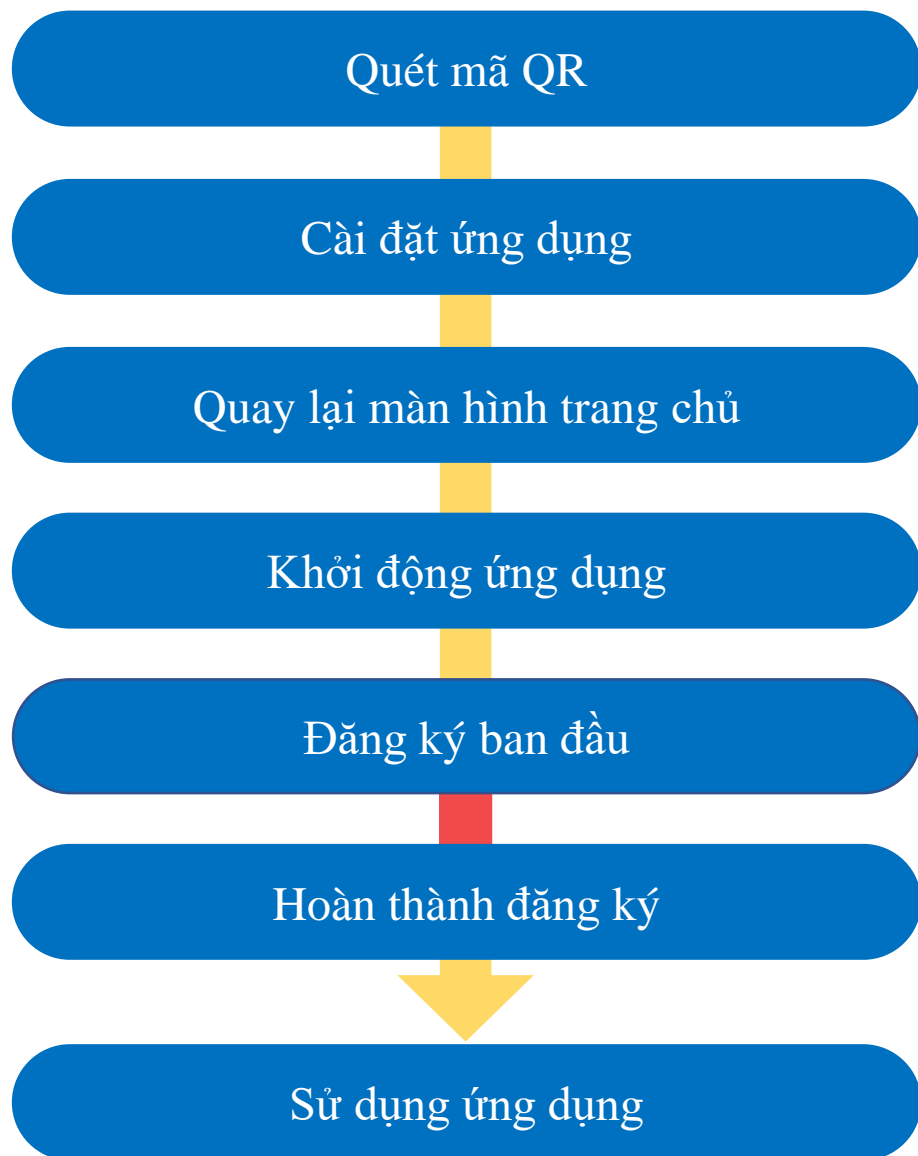 Quét mã QR
Cài đặt ứng dụng
Quay lại màn hình trang chủ
Khởi động ứng dụng
Đăng ký ban đầu
Hoàn thành đăng ký
Sử dụng ứng dụng